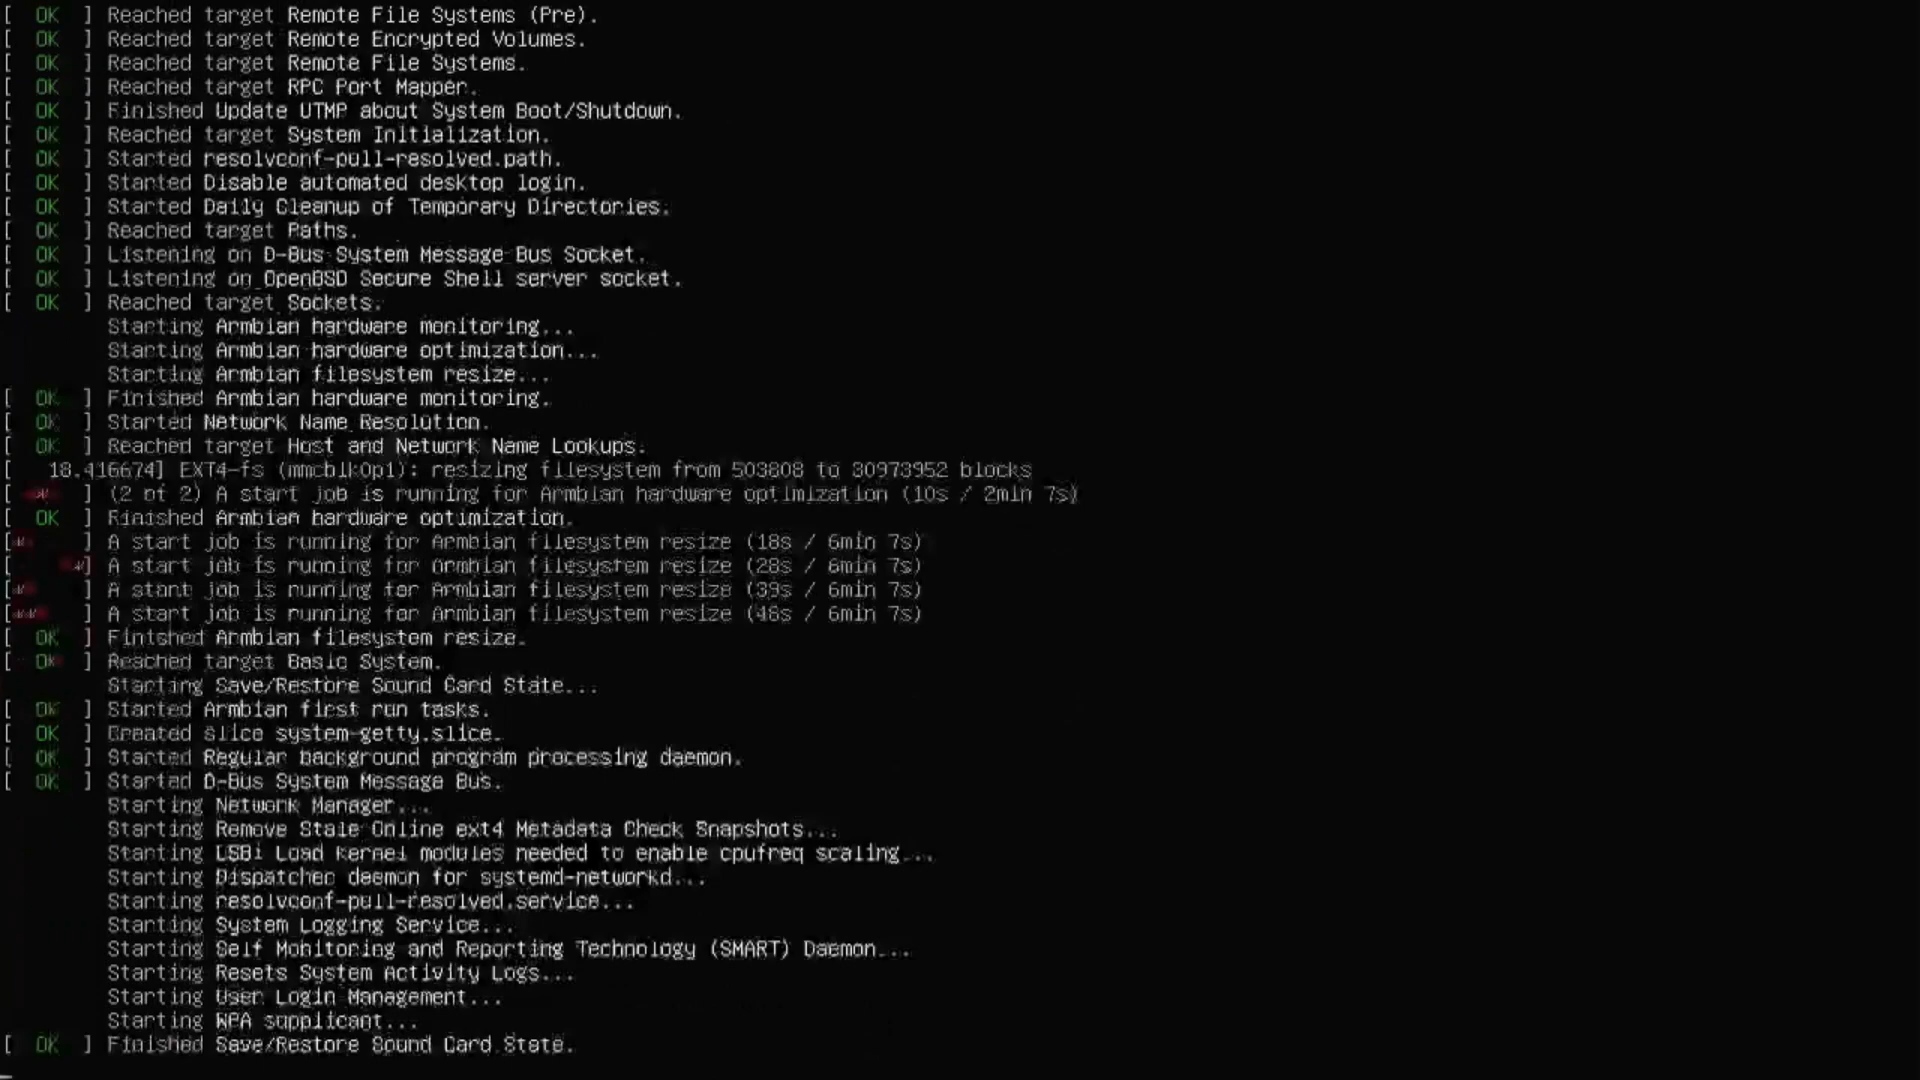 [ OK ] Reached target Remote File Systems (Pre).
[ OK ] Reached target Remote Encrypted Volumes.
[ OK ] Reached target Remote File Systems.
[ OK ] Reached target RPC Port Mapper.
[ OK ] Finished Update UTMP about System Boot/Shutdown.
[ OK ] Reached target System Initialization.
[ OK ] Started resolvconf-pull-resolved.path.
[ OK ] Started Disable automated desktop login.
[ OK ] Started Daily Cleanup of Temporary Directories.
[ OK ] Reached target Paths.
[ OK ] Listening on D-Bus System Message Bus Socket.
[ OK ] Listening on OpenBSD Secure Shell server socket.
[ OK ] Reached target Sockets.
Starting Armbian hardware monitoring...
Starting Armbian hardware optimization...
Starting Armbian filesystem resize...
[ OK ] Finished Armbian hardware monitoring.
[ OK ] Started Network Name Resolution.
[ OK ] Reached target Host and Network Name Lookups.
[ 18.416674] EXT4-fs (mmcblk0p1): resizing filesystem from 503808 to 30973952 blocks
[ ] (2 of 2) A start job is running for Armbian hardware optimization (10s / 2min 7s)
[ OK ] Finished Armbian hardware optimization.
[ ] A start job is running for Armbian filesystem resize (18s / 6min 7s)
[ ] A start job is running for Armbian filesystem resize (28s / 6min 7s)
[ ] A start job is running for Armbian filesystem resize (39s / 6min 7s)
[ ] A start job is running for Armbian filesystem resize (48s / 6min 7s)
[ OK ] Finished Armbian filesystem resize.
[ OK ] Reached target Basic System.
Starting Save/Restore Sound Card State...
[ OK ] Started Armbian first run tasks.
[ OK ] Created slice system-getty.slice.
[ OK ] Started Regular background program processing daemon.
[ OK ] Started D-Bus System Message Bus.
Starting Network Manager...
Starting Remove Stale Online ext4 Metadata Check Snapshots...
Starting LSB: Load kernel modules needed to enable cpufreq scaling...
Starting Dispatcher daemon for systemd-networkd...
Starting resolvconf-pull-resolved.service...
Starting System Logging Service...
Starting Self Monitoring and Reporting Technology (SMART) Daemon...
Starting Resets System Activity Logs...
Starting User Login Management...
Starting WPA supplicant...
[ OK ] Finished Save/Restore Sound Card State.